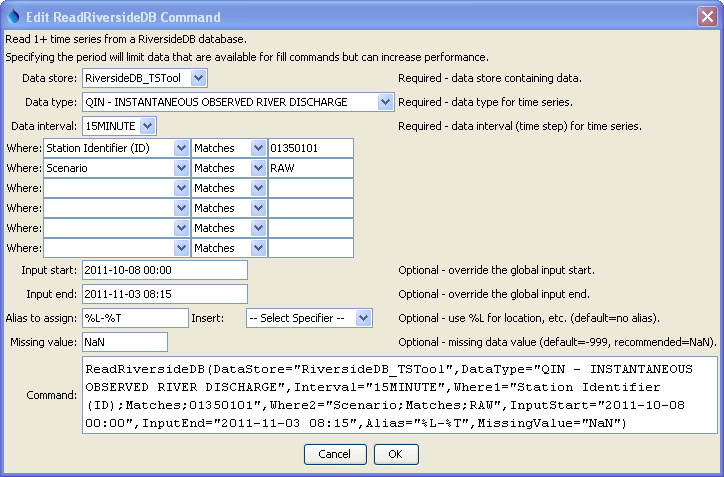 Edit ReadRiversideDB Command
Read 1+ time series from a RiversideDB database.
Specifying the period will limit data that are available for fill commands but can increase performance.
Data store: RiversideDB_TSTool Required - data store containing data.
Data type: QIN - INSTANTANEOUS OBSERVED RIVER DISCHARGE Required - data type for time series.
Data interval: 15MINUTE Required - data interval (time step) for time series.
Where: Station Identifier (ID) Matches 01350101
Where: Scenario Matches RAW
Where: Matches
Where: Matches
Where: Matches
Where: Matches
Input start: 2011-10-08 00:00 Optional - override the global input start.
Input end: 2011-11-03 08:15 Optional - override the global input end.
Alias to assign: %L-%T Insert: -- Select Specifier -- Optional - use %L for location, etc. (default=no alias).
Missing value: NaN Optional - missing data value (default=-999, recommended=NaN).
ReadRiversideDB(DataStore="RiversideDB_TSTool",DataType="QIN - INSTANTANEOUS
OBSERVED RIVER DISCHARGE",Interval="15MINUTE",Where1="Station Identifier
Command: (ID);Matches;01350101",Where2="Scenario;Matches;RAW",InputStart="2011-10-08
00:00",InputEnd="2011-11-03 08:15",Alias="%L-%T",MissingValue="NaN")
Cancel OK